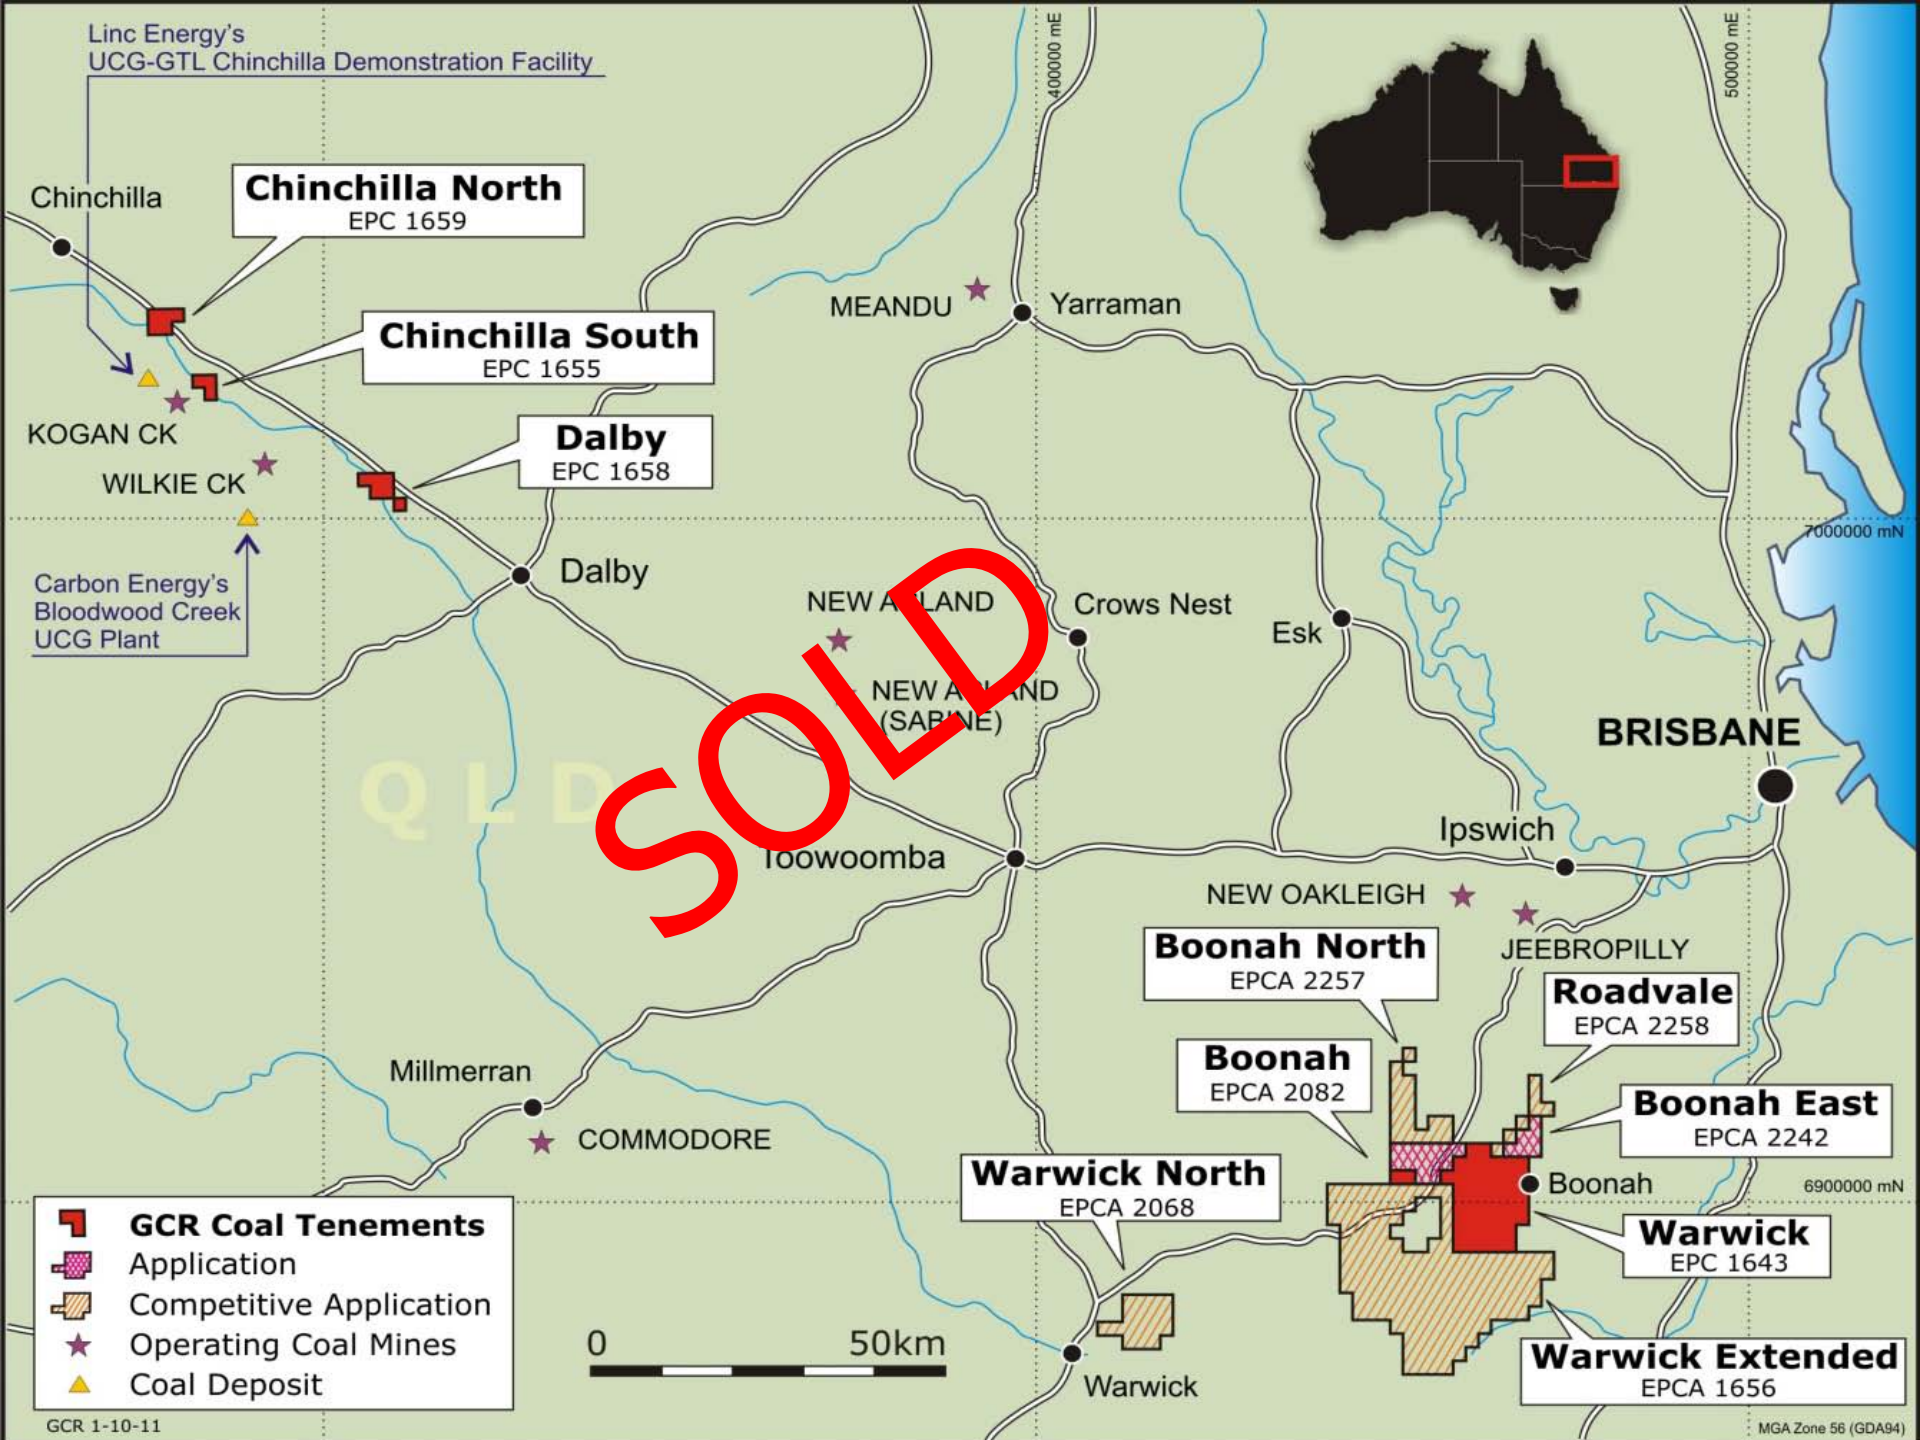 Linc Energy's
UCG-GTL Chinchilla Demonstration Facility
400000 mE
500000 mE
Chinchilla
Chinchilla North
EPC 1659
MEANDU
Yarraman
Chinchilla South
EPC 1655
KOGAN CK
Dalby
EPC 1658
WILKIE CK
7000000 mN
Carbon Energy's
Bloodwood Creek
UCG Plant
Dalby
NEW ACLAND
Crows Nest
Esk
NEW ACLAND
(SABINE)
SOLD
BRISBANE
QLD
Ipswich
Toowoomba
NEW OAKLEIGH
JEEBROPILLY
Boonah North
EPCA 2257
Roadvale
EPCA 2258
Boonah
EPCA 2082
Boonah East
EPCA 2242
Millmerran
COMMODORE
Warwick North
EPCA 2068
Boonah
6900000 mN
Warwick
EPC 1643
GCR Coal Tenements
Application
Competitive Application
Operating Coal Mines
Coal Deposit
0 50km
Warwick Extended
EPCA 1656
Warwick
GCR 1-10-11
MGA Zone 56 (GDA94)